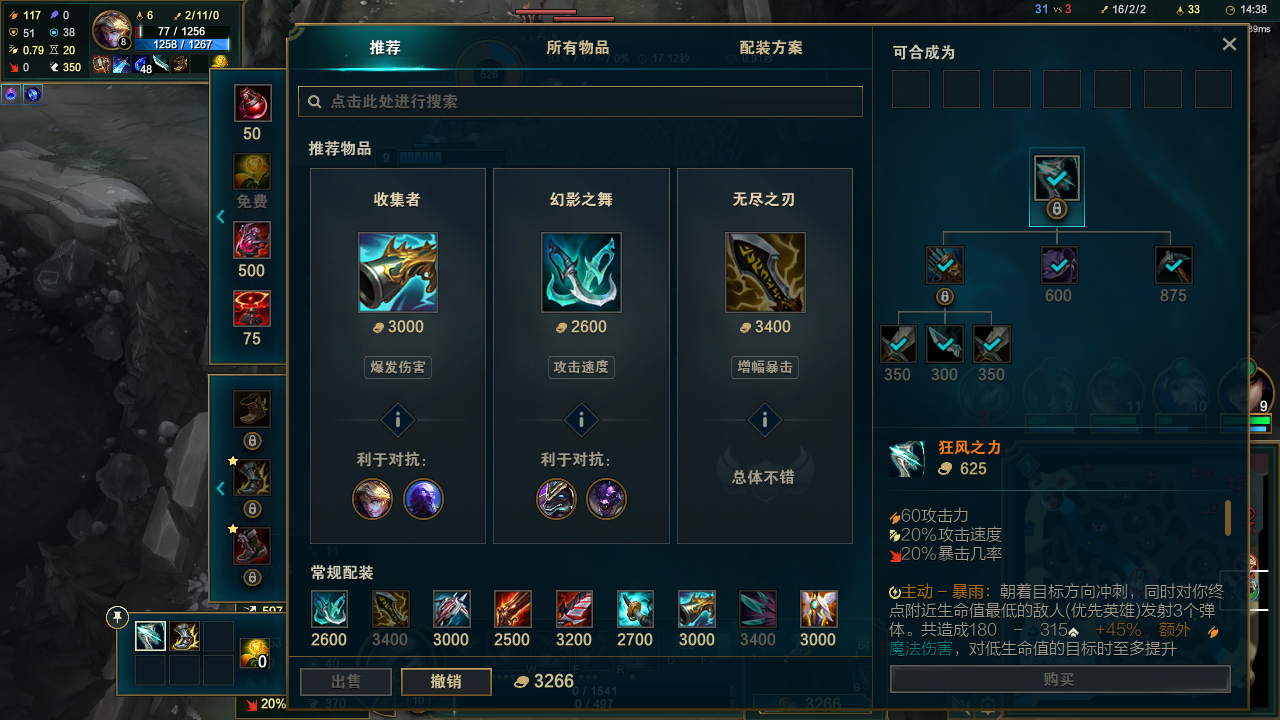 117 0
51 38
0.79 20
0 350
8
6 2/11/0
77 / 1256
1258 / 1267
48
31 vs 3 16/2/2 33 14:38
推荐 所有物品 配装方案
点击此处进行搜索
推荐物品
收集者 幻影之舞 无尽之刃
3000 2600 3400
爆发伤害 攻击速度 增幅暴击
利于对抗: 利于对抗: 总体不错
常规配装
2600 3400 3000 2500 3200 2700 3000 3400 3000
出售 撤销 3266
50
免费
500
75
0
20%
可合成为
600 875
350 300 350
9 11 10 9
狂风之力
625
60攻击力
20%攻击速度
20%暴击几率
主动 – 暴雨: 朝着目标方向冲刺，同时对你终
点附近生命值最低的敌人(优先英雄)发射3个弹
体。共造成180 – 315 +45% 额外
魔法伤害，对低生命值的目标时至多提升
购买